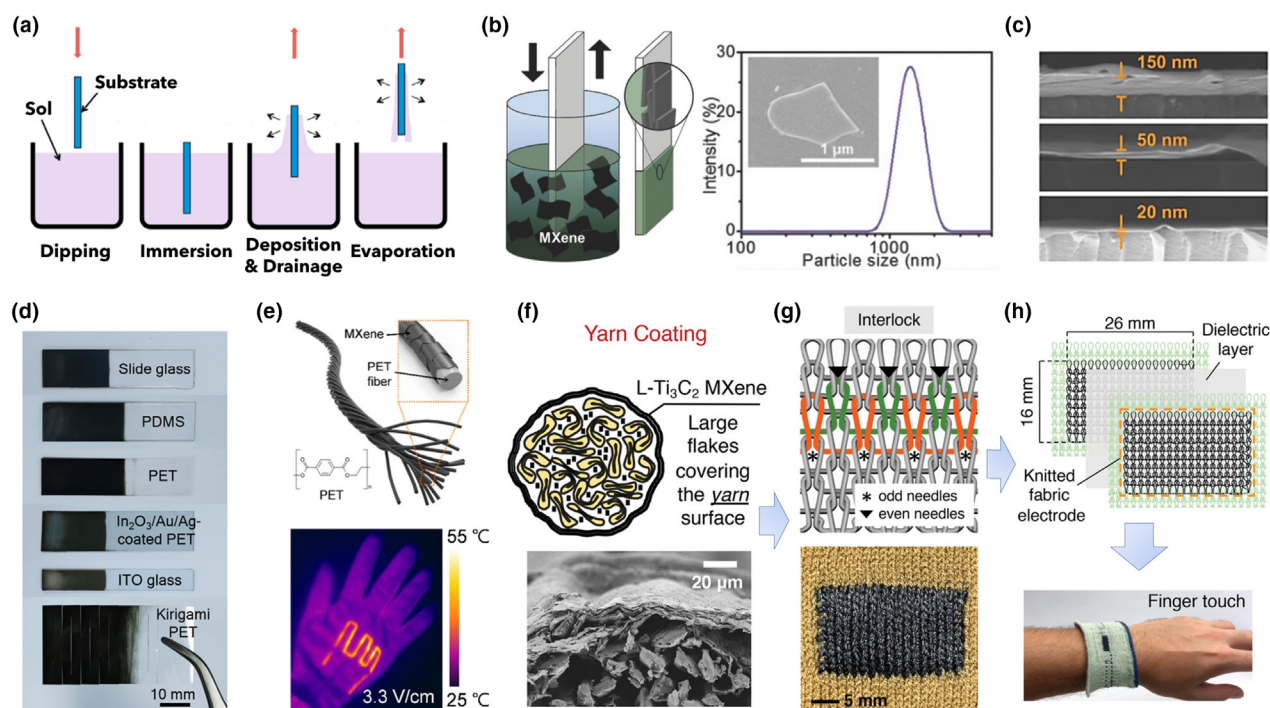 (a)
Substrate
Sol
Dipping
Immersion
Deposition
& Drainage
Evaporation
(b)
MXene
Intensity (%)
30
25
20
15
10
5
0
1 μm
100
1000
Particle size (nm)
(c)
150 nm
50 nm
20 nm
(d)
Slide glass
PDMS
PET
In₂O₃/Au/Ag-
coated PET
ITO glass
Kirigami
PET
10 mm
(e)
MXene
PET
fiber
O
O
O
O
n
PET
55 ℃
3.3 V/cm
25 ℃
(f)
Yarn Coating
L-Ti₃C₂ MXene
Large
flakes
covering
the yarn
surface
20 μm
(g)
Interlock
* * * *
* odd needles
▼ even needles
5 mm
(h)
26 mm
Dielectric
layer
16 mm
Knitted
fabric
electrode
Finger touch